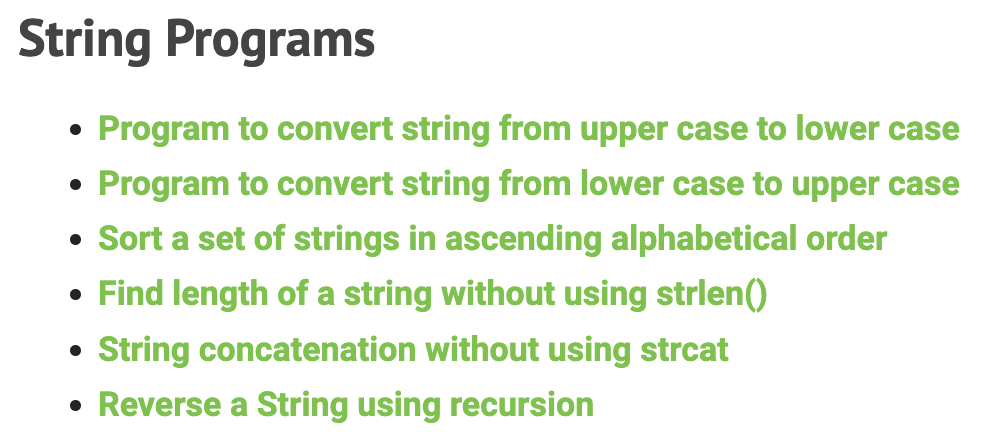 String Programs
Program to convert string from upper case to lower case
Program to convert string from lower case to upper case
Sort a set of strings in ascending alphabetical order
Find length of a string without using strlen()
String concatenation without using strcat
Reverse a String using recursion